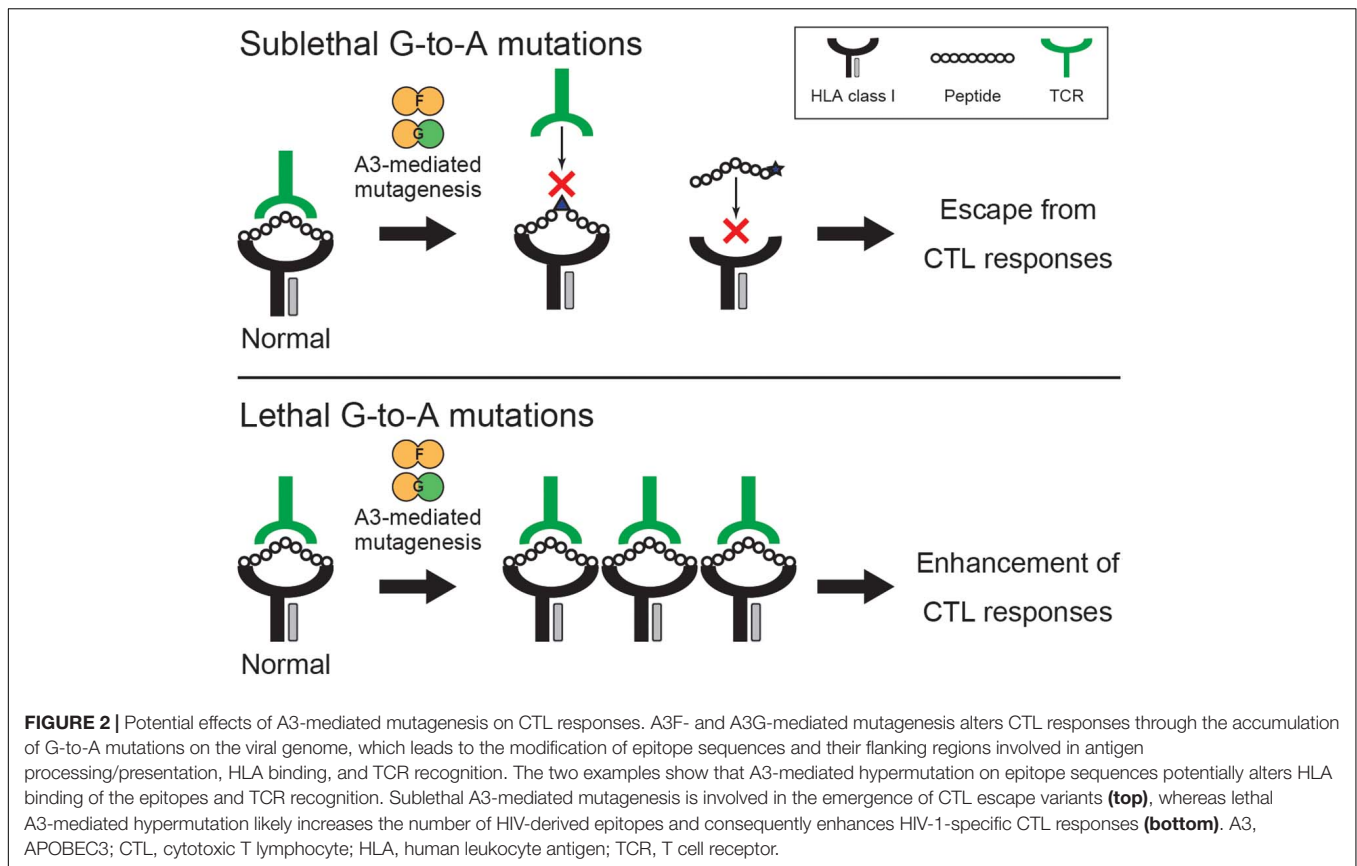 Sublethal G-to-A mutations
HLA class I
Peptide
TCR
F
G
A3-mediated
mutagenesis
Normal
Escape from
CTL responses
Lethal G-to-A mutations
F
G
A3-mediated
mutagenesis
Normal
Enhancement of
CTL responses
FIGURE 2 | Potential effects of A3-mediated mutagenesis on CTL responses. A3F- and A3G-mediated mutagenesis alters CTL responses through the accumulation
of G-to-A mutations on the viral genome, which leads to the modification of epitope sequences and their flanking regions involved in antigen
processing/presentation, HLA binding, and TCR recognition. The two examples show that A3-mediated hypermutation on epitope sequences potentially alters HLA
binding of the epitopes and TCR recognition. Sublethal A3-mediated mutagenesis is involved in the emergence of CTL escape variants (top), whereas lethal
A3-mediated hypermutation likely increases the number of HIV-derived epitopes and consequently enhances HIV-1-specific CTL responses (bottom). A3,
APOBEC3; CTL, cytotoxic T lymphocyte; HLA, human leukocyte antigen; TCR, T cell receptor.